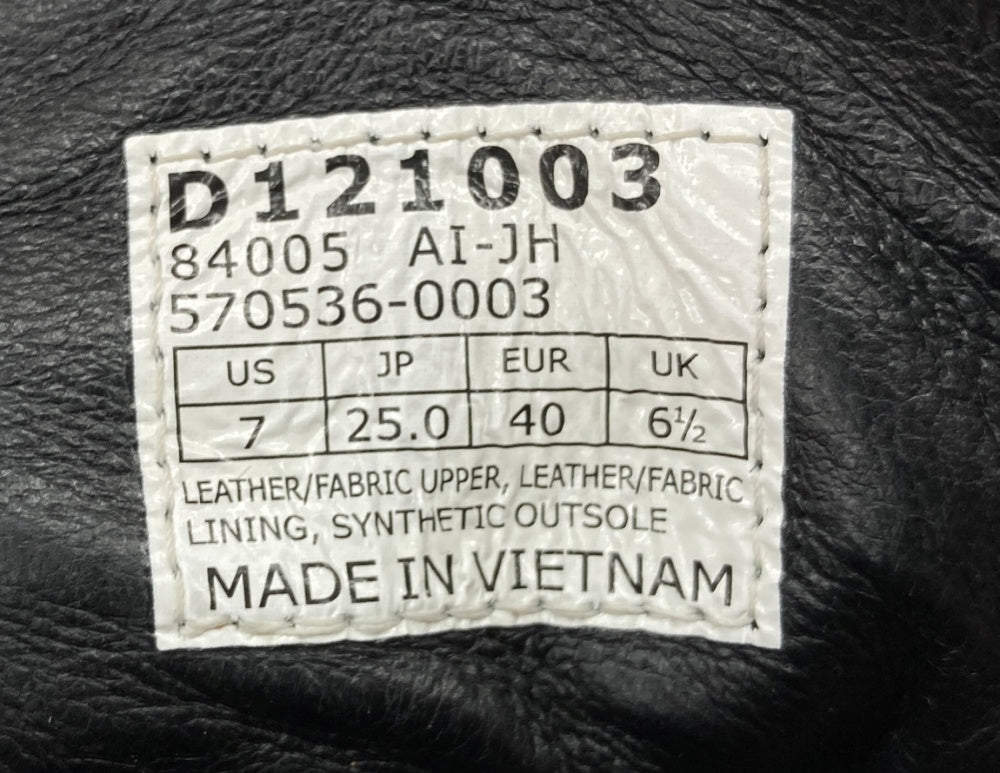 D121003
84005 AI-JH
570536-0003
US JP EUR UK
7 25.0 40 6½
LEATHER/FABRIC UPPER, LEATHER/FABRIC
LINING, SYNTHETIC OUTSOLE
MADE IN VIETNAM